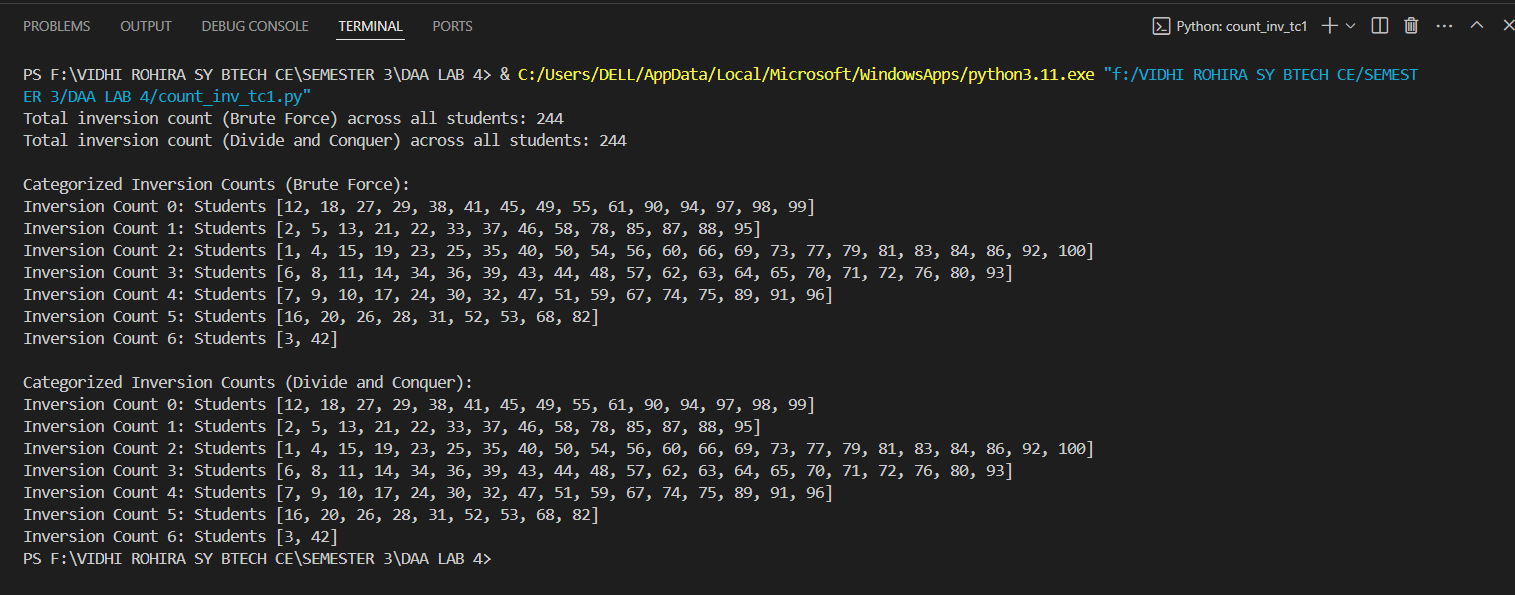 PROBLEMS OUTPUT DEBUG CONSOLE TERMINAL PORTS Python: count_inv_tc1
PS F:\VIDHI ROHIRA SY BTECH CE\SEMESTER 3\DAA LAB 4> & C:/Users/DELL/AppData/Local/Microsoft/WindowsApps/python3.11.exe "f:/VIDHI ROHIRA SY BTECH CE/SEMEST
ER 3/DAA LAB 4/count_inv_tc1.py"
Total inversion count (Brute Force) across all students: 244
Total inversion count (Divide and Conquer) across all students: 244
Categorized Inversion Counts (Brute Force):
Inversion Count 0: Students [12, 18, 27, 29, 38, 41, 45, 49, 55, 61, 90, 94, 97, 98, 99]
Inversion Count 1: Students [2, 5, 13, 21, 22, 33, 37, 46, 58, 78, 85, 87, 88, 95]
Inversion Count 2: Students [1, 4, 15, 19, 23, 25, 35, 40, 50, 54, 56, 60, 66, 69, 73, 77, 79, 81, 83, 84, 86, 92, 100]
Inversion Count 3: Students [6, 8, 11, 14, 34, 36, 39, 43, 44, 48, 57, 62, 63, 64, 65, 70, 71, 72, 76, 80, 93]
Inversion Count 4: Students [7, 9, 10, 17, 24, 30, 32, 47, 51, 59, 67, 74, 75, 89, 91, 96]
Inversion Count 5: Students [16, 20, 26, 28, 31, 52, 53, 68, 82]
Inversion Count 6: Students [3, 42]
Categorized Inversion Counts (Divide and Conquer):
Inversion Count 0: Students [12, 18, 27, 29, 38, 41, 45, 49, 55, 61, 90, 94, 97, 98, 99]
Inversion Count 1: Students [2, 5, 13, 21, 22, 33, 37, 46, 58, 78, 85, 87, 88, 95]
Inversion Count 2: Students [1, 4, 15, 19, 23, 25, 35, 40, 50, 54, 56, 60, 66, 69, 73, 77, 79, 81, 83, 84, 86, 92, 100]
Inversion Count 3: Students [6, 8, 11, 14, 34, 36, 39, 43, 44, 48, 57, 62, 63, 64, 65, 70, 71, 72, 76, 80, 93]
Inversion Count 4: Students [7, 9, 10, 17, 24, 30, 32, 47, 51, 59, 67, 74, 75, 89, 91, 96]
Inversion Count 5: Students [16, 20, 26, 28, 31, 52, 53, 68, 82]
Inversion Count 6: Students [3, 42]
PS F:\VIDHI ROHIRA SY BTECH CE\SEMESTER 3\DAA LAB 4>